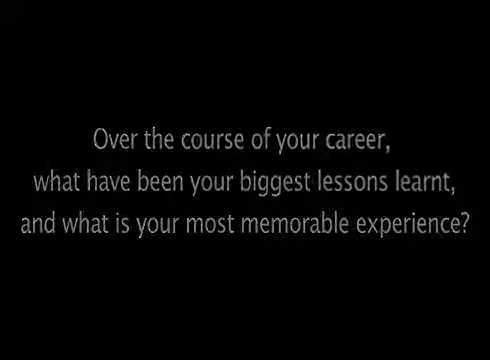 Over the course of your career,
what have been your biggest lessons learnt,
and what is your most memorable experience?